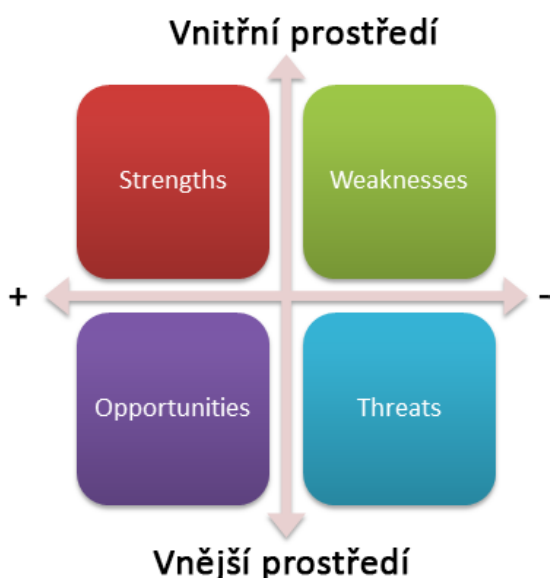 Vnitřní prostředí
Strengths
Weaknesses
+
-
Opportunities
Threats
Vnější prostředí